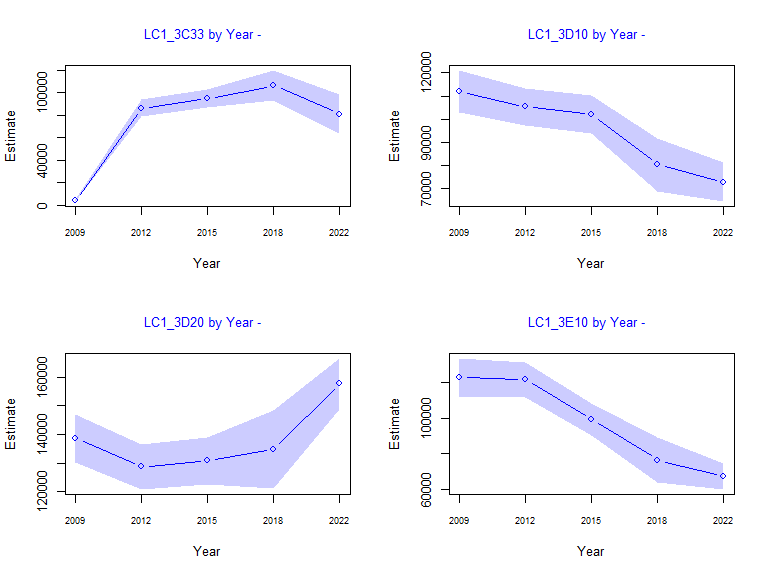 LC1_3C33 by Year -
Estimate
100000
40000
0
2009 2012 2015 2018 2022
Year
LC1_3D10 by Year -
Estimate
120000
90000
70000
2009 2012 2015 2018 2022
Year
LC1_3D20 by Year -
Estimate
160000
140000
120000
2009 2012 2015 2018 2022
Year
LC1_3E10 by Year -
Estimate
100000
60000
2009 2012 2015 2018 2022
Year